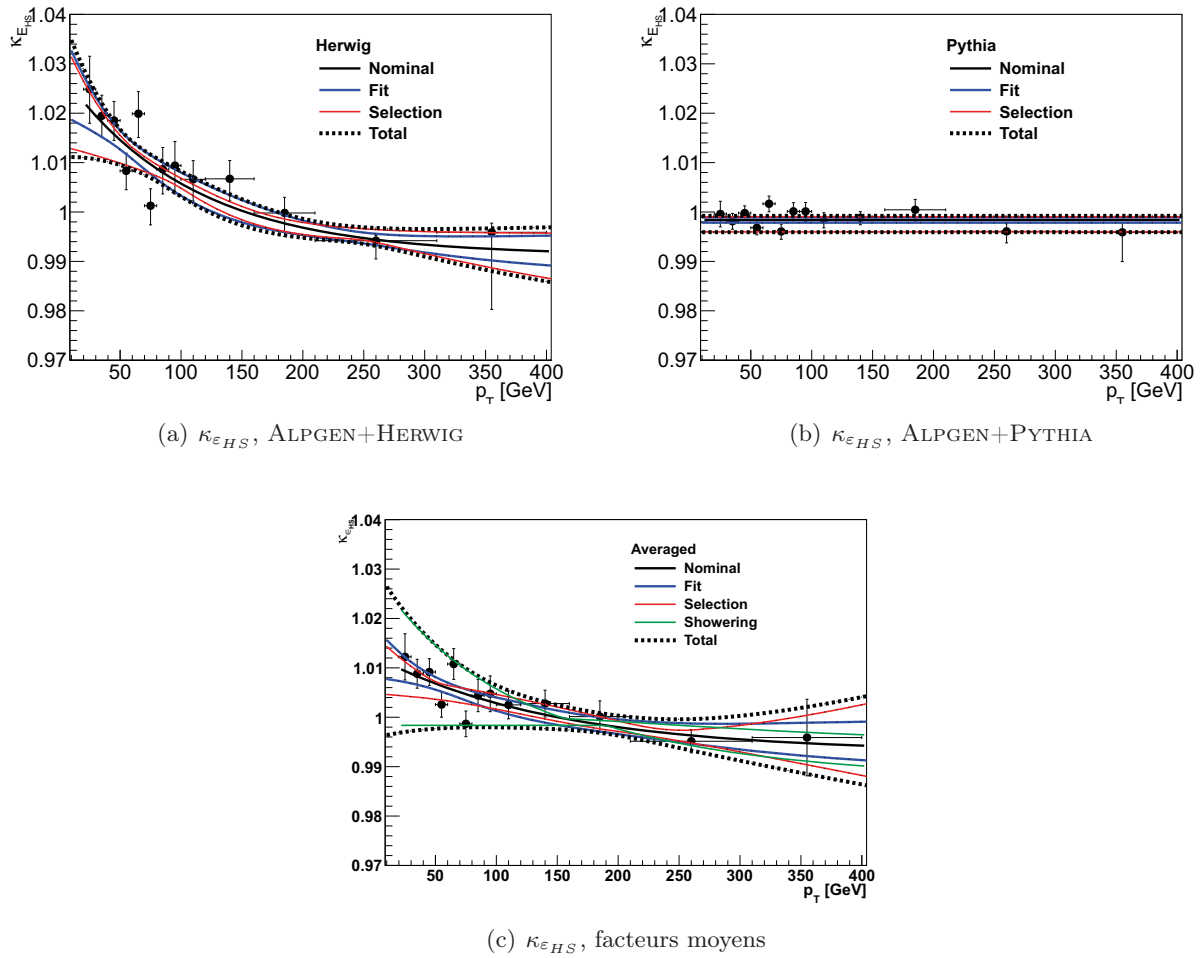 κ_{E_{HS}}
1.04
1.03
1.02
1.01
1
0.99
0.98
0.97
Herwig
Nominal
Fit
Selection
Total
50 100 150 200 250 300 350 400
p_T [GeV]
(a) κ_{ε_{HS}}, ALPGEN+HERWIG
κ_{E_{HS}}
1.04
1.03
1.02
1.01
1
0.99
0.98
0.97
Pythia
Nominal
Fit
Selection
Total
50 100 150 200 250 300 350 400
p_T [GeV]
(b) κ_{ε_{HS}}, ALPGEN+PYTHIA
κ_{ε_{HS}}
1.04
1.03
1.02
1.01
1
0.99
0.98
0.97
Averaged
Nominal
Fit
Selection
Showering
Total
50 100 150 200 250 300 350 400
p_T [GeV]
(c) κ_{ε_{HS}}, facteurs moyens